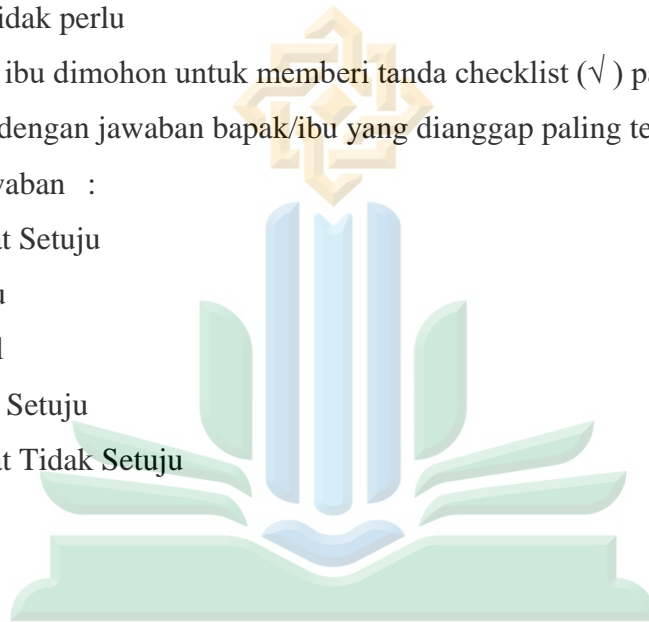 idak perlu
ibu dimohon untuk memberi tanda checklist (√ ) p
dengan jawaban bapak/ibu yang dianggap paling te
vaban :
t Setuju
Setuju
t Tidak Setuju